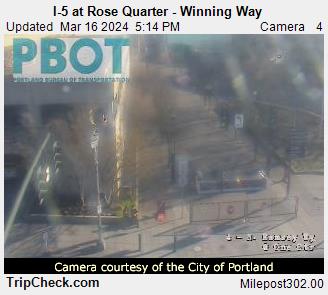 I-5 at Rose Quarter - Winning Way
Updated Mar 16 2024 5:14 PM Camera 4
PBOT
PORTLAND BUREAU OF TRANSPORTATION
Camera courtesy of the City of Portland
TripCheck.com Milepost302.00